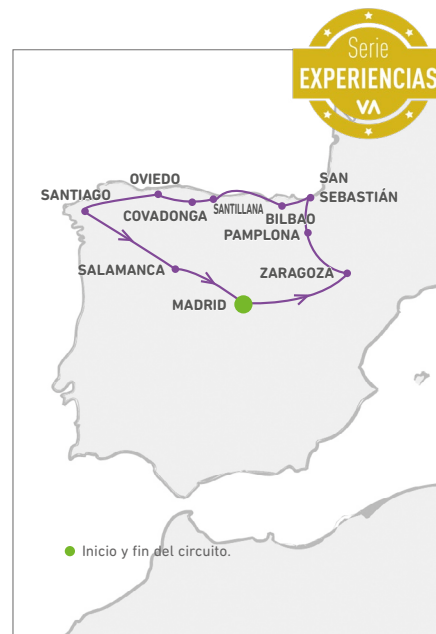 Serie
EXPERIENCIAS
VA
OVIEDO
SAN
SEBASTIÁN
SANTIAGO
COVADONGA
SANTILLANA
BILBAO
PAMPLONA
SALAMANCA
ZARAGOZA
MADRID
Inicio y fin del circuito.